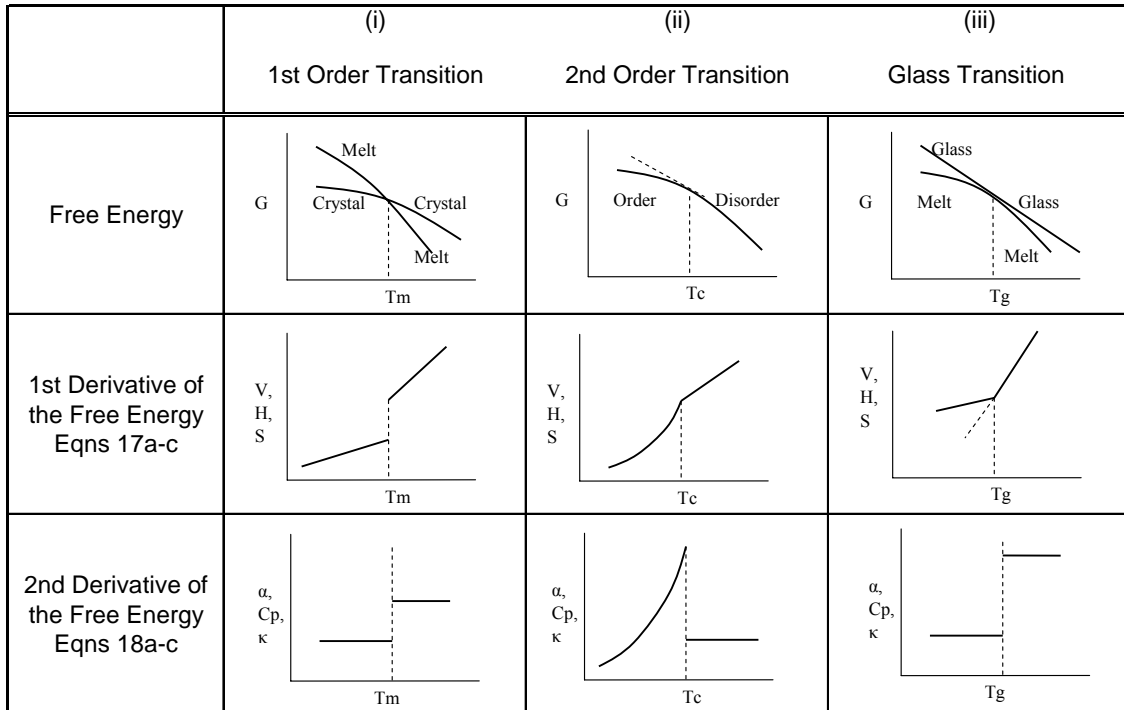 (i)
(ii)
(iii)
1st Order Transition
2nd Order Transition
Glass Transition
Free Energy
G
Melt
Crystal
Crystal
Melt
Tm
G
Order
Disorder
Tc
G
Glass
Melt
Glass
Melt
Tg
1st Derivative of
the Free Energy
Eqns 17a-c
V,
H,
S
Tm
V,
H,
S
Tc
V,
H,
S
Tg
2nd Derivative of
the Free Energy
Eqns 18a-c
α,
Cp,
κ
Tm
α,
Cp,
κ
Tc
α,
Cp,
κ
Tg